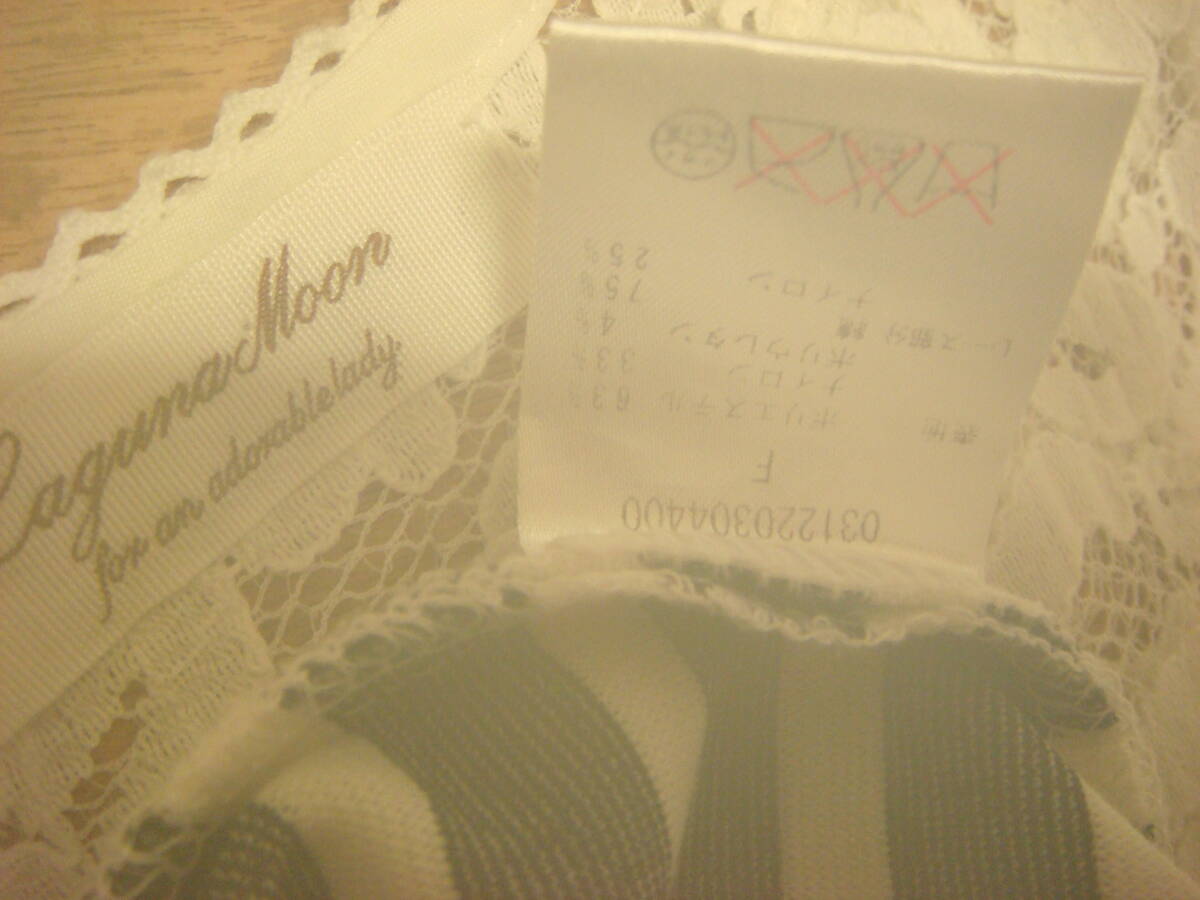 LagunaMoon
for an adorable lady.
031220304400
F
表地 ポリエステル 63%
ナイロン 33%
ポリウレタン 4%
レース部分 綿 75%
ナイロン 25%